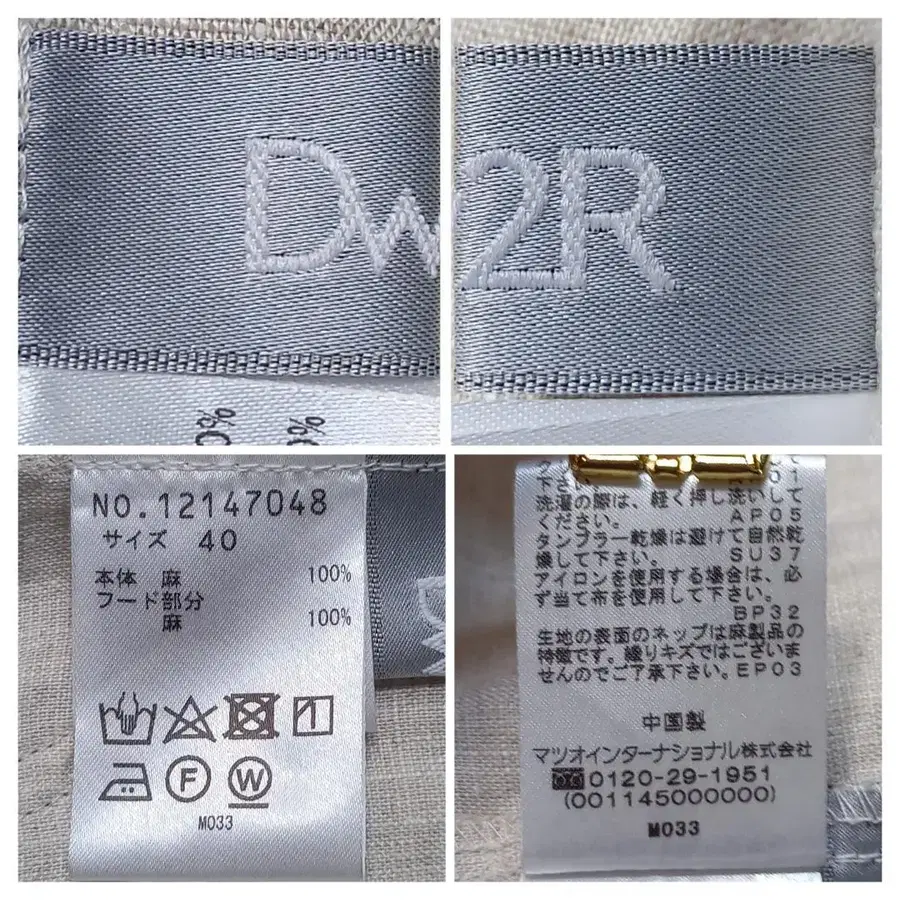 Dw
2R
0%
0%
NO.12147048
サイズ 40
本体 麻 100%
フード部分
麻 100%
F
W
M033
下さい。
洗濯の際は、軽く押し洗いして
ください。 AP05
タンブラー乾燥は避けて自然乾
燥して下さい。 SU37
アイロンを使用する場合は、必
ず当て布を使用して下さい。
BP32
生地の表面のネップは麻製品の
特徴です。織りキズではございま
せんのでご了承下さい。EP03
中国製
マツオインターナショナル株式会社
0120-29-1951
(001145000000)
M033